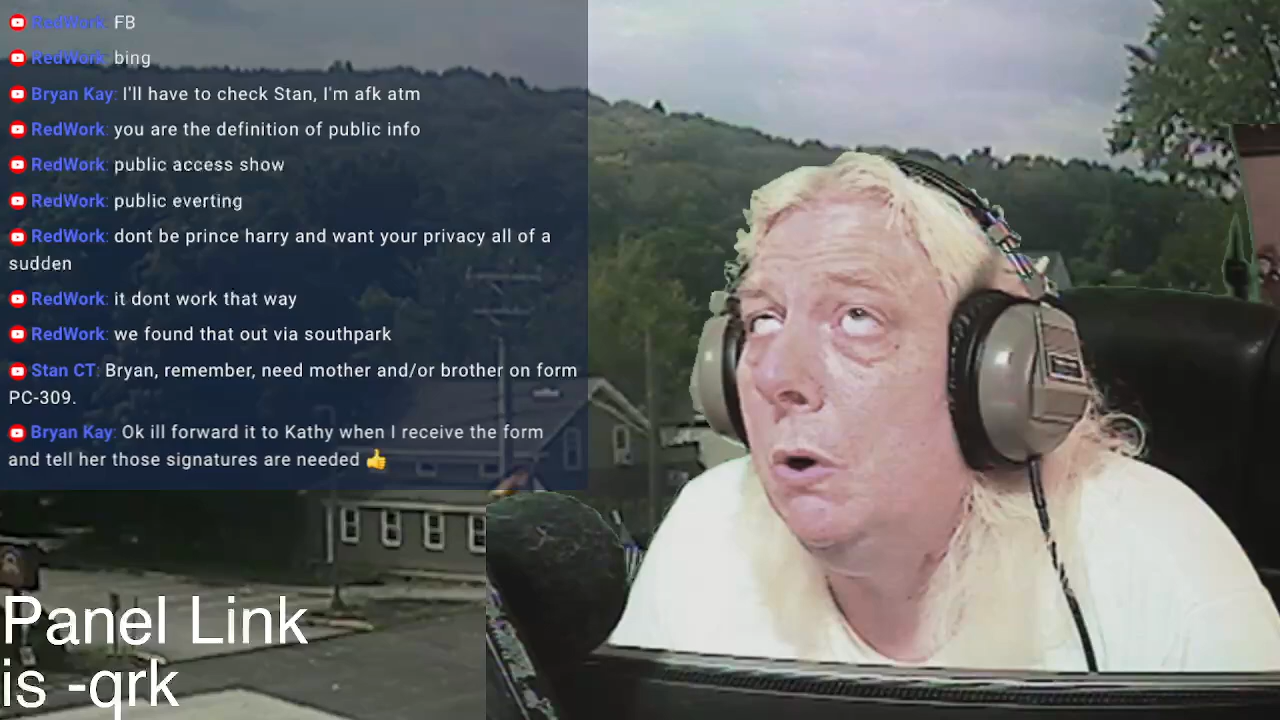 RedWork: FB
RedWork: bing
Bryan Kay: I'll have to check Stan, I'm afk atm
RedWork: you are the definition of public info
RedWork: public access show
RedWork: public everting
RedWork: dont be prince harry and want your privacy all of a
sudden
RedWork: it dont work that way
RedWork: we found that out via southpark
Stan CT: Bryan, remember, need mother and/or brother on form
PC-309.
Bryan Kay: Ok ill forward it to Kathy when I receive the form
and tell her those signatures are needed 👍
Panel Link
is -qrk